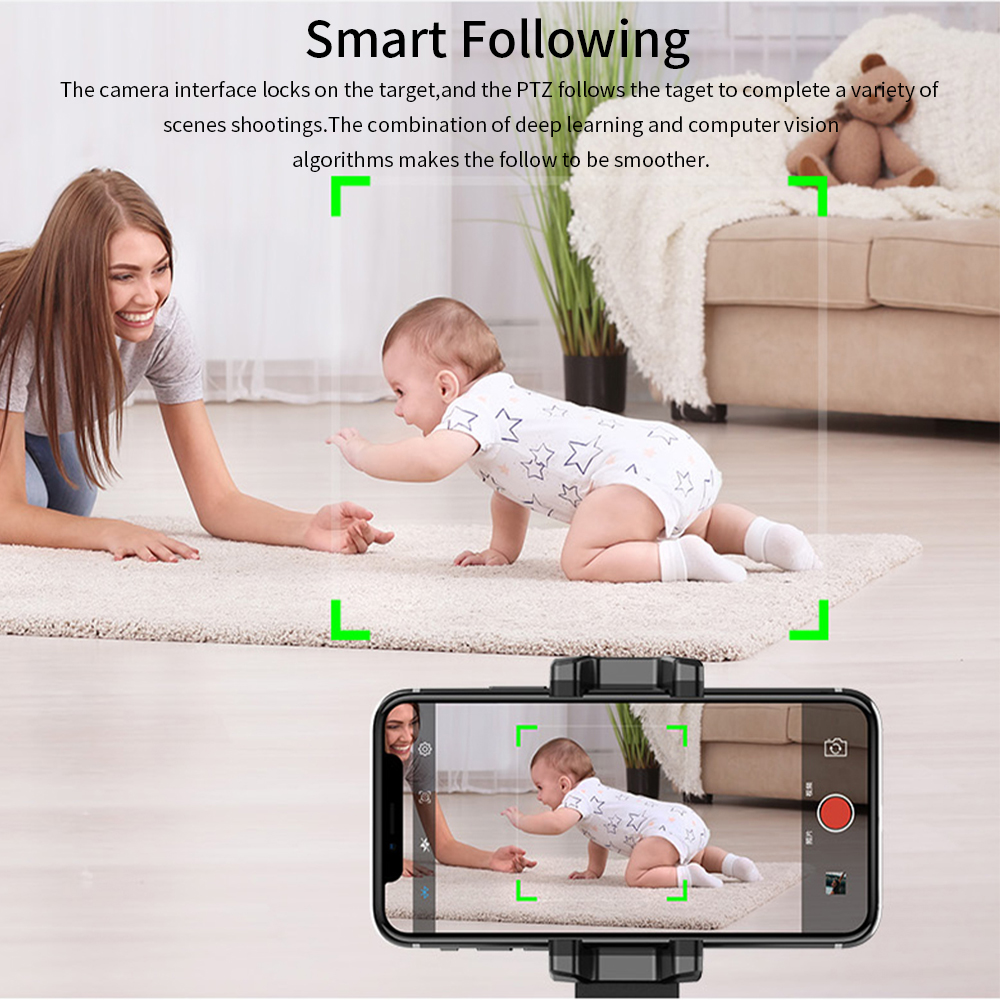 Smart Following
The camera interface locks on the target,and the PTZ follows the taget to complete a variety of
scenes shootings.The combination of deep learning and computer vision
algorithms makes the follow to be smoother.